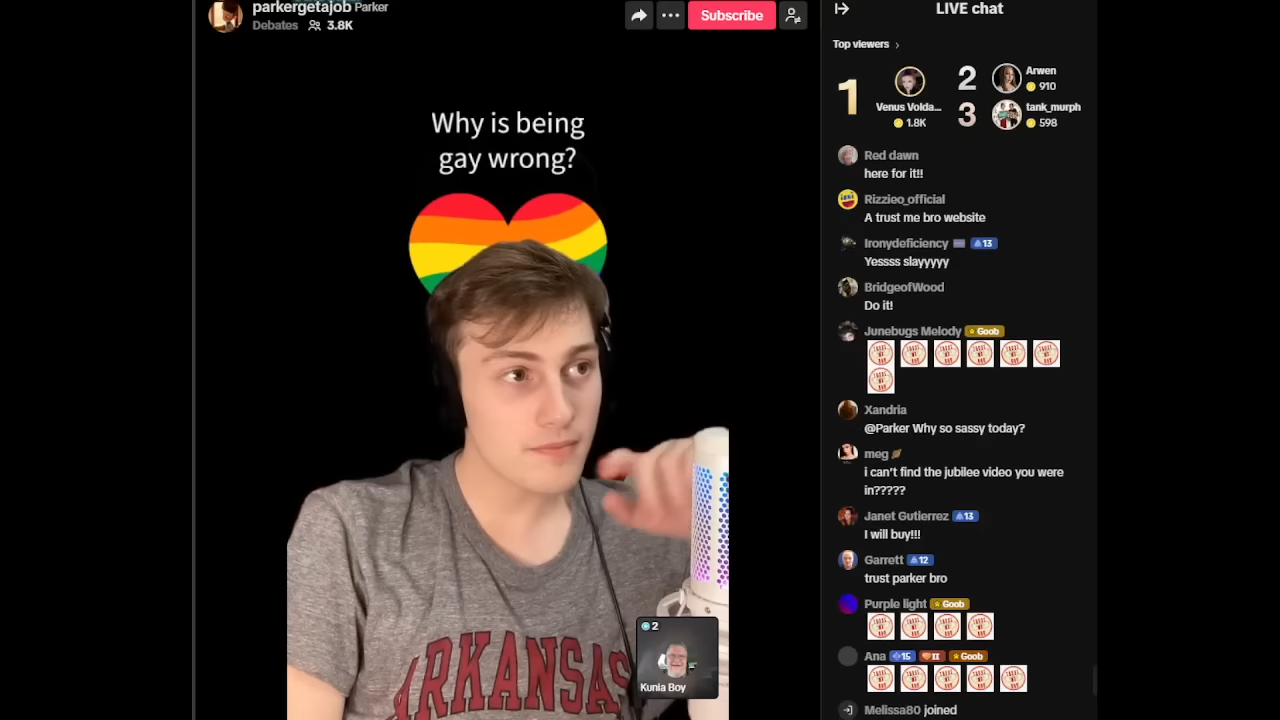 parkergetajob Parker
Debates 3.8K
Subscribe
Why is being
gay wrong?
ARKANSAS
2
Kunia Boy
LIVE chat
Top viewers
1
Venus Volda...
1.8K
2
Arwen
910
3
tank_murph
598
Red dawn
here for it!!
Rizzieo_official
A trust me bro website
Ironydeficiency 13
Yessss slayyyyy
BridgeofWood
Do it!
Junebugs Melody Goob
Xandria
@Parker Why so sassy today?
meg
i can't find the jubilee video you were
in?????
Janet Gutierrez 13
I will buy!!!
Garrett 12
trust parker bro
Purple light Goob
Ana 15 II Goob
Melissa80 joined